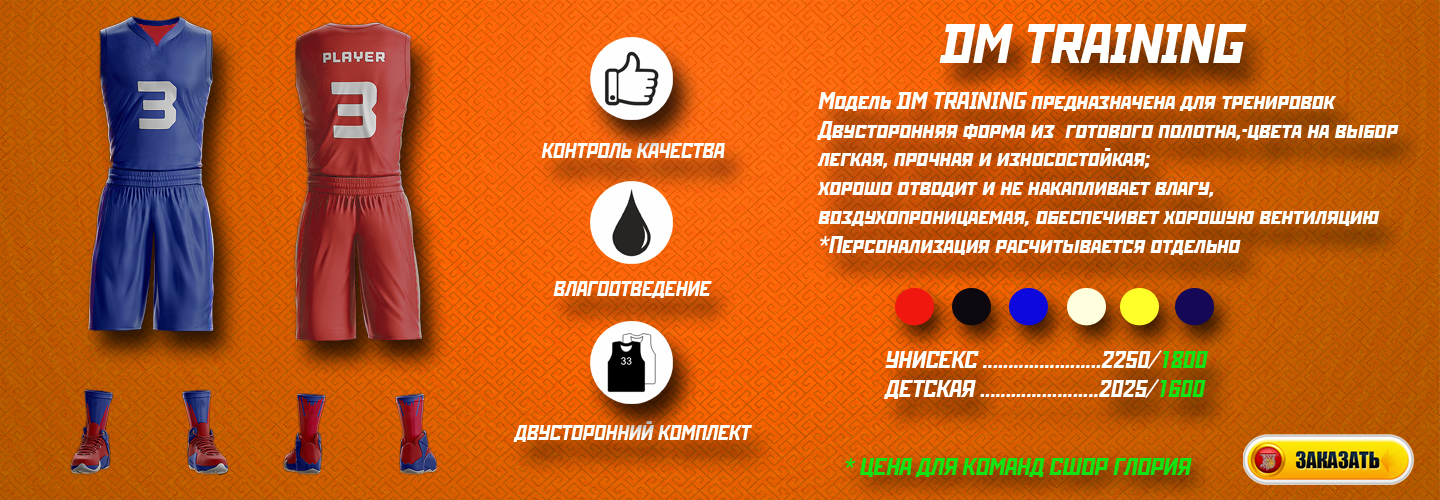 3
PLAYER
3
КОНТРОЛЬ КАЧЕСТВА
ВЛАГООТВЕДЕНИЕ
33
ДВУСТОРОННИЙ КОМПЛЕКТ
DM TRAINING
Модель DM TRAINING предназначена для тренировок
Двусторонняя форма из готового полотна,-цвета на выбор
легкая, прочная и износостойкая;
хорошо отводит и не накапливает влагу,
воздухопроницаемая, обеспечивет хорошую вентиляцию
*Персонализация расчитывается отдельно
УНИСЕКС ......................2250/1800
ДЕТСКАЯ ......................2025/1600
* ЦЕНА ДЛЯ КОМАНД СШОР ГЛОРИЯ
ЗАКАЗАТЬ